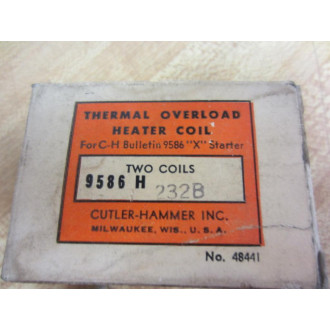 THERMAL OVERLOAD
HEATER COIL
For C-H Bulletin 9586 "X" Starter
TWO COILS
9586 H 232B
CUTLER-HAMMER INC.
MILWAUKEE, WIS., U. S. A.
No. 48441